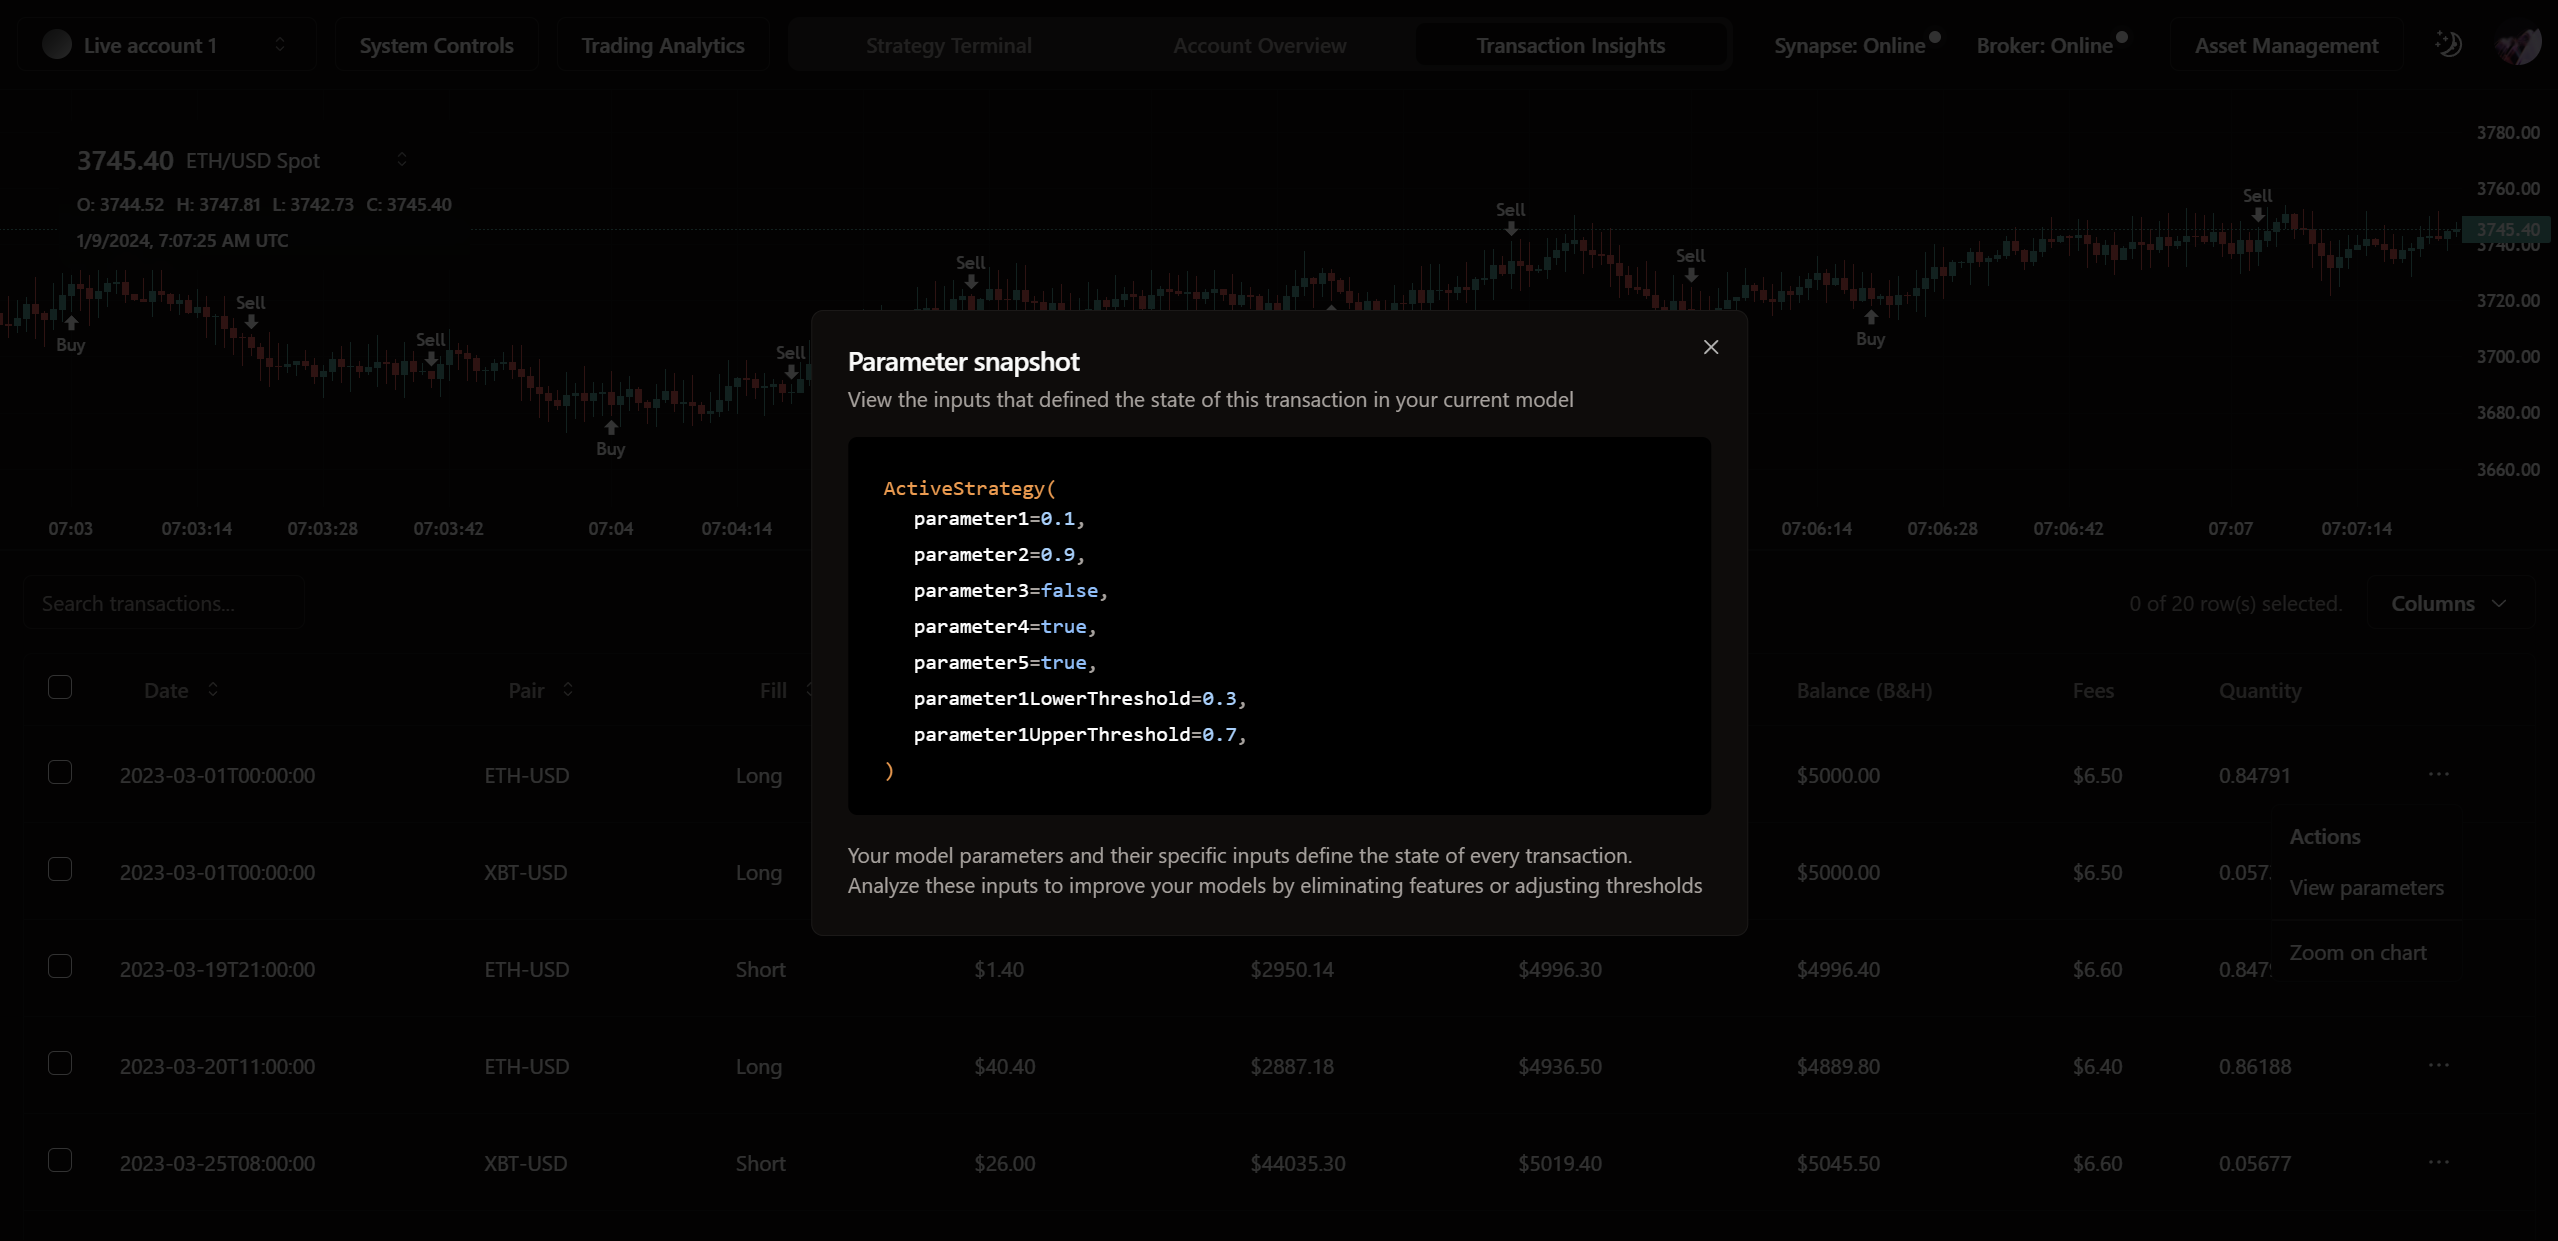 Live account 1
System Controls
Trading Analytics
Strategy Terminal
Account Overview
Transaction Insights
Synapse: Online
Broker: Online
Asset Management
3745.40 ETH/USD Spot
O: 3744.52 H: 3747.81 L: 3742.73 C: 3745.40
1/9/2024, 7:07:25 AM UTC
Buy
Sell
Sell
Buy
Sell
Sell
Sell
Sell
Buy
Sell
3780.00
3760.00
3745.40
3740.00
3720.00
3700.00
3680.00
3660.00
07:03 07:03:14 07:03:28 07:03:42 07:04 07:04:14 07:06:14 07:06:28 07:06:42 07:07 07:07:14
Parameter snapshot
View the inputs that defined the state of this transaction in your current model
ActiveStrategy(
parameter1=0.1,
parameter2=0.9,
parameter3=false,
parameter4=true,
parameter5=true,
parameter1LowerThreshold=0.3,
parameter1UpperThreshold=0.7,
)
Your model parameters and their specific inputs define the state of every transaction.
Analyze these inputs to improve your models by eliminating features or adjusting thresholds
Search transactions...
0 of 20 row(s) selected.
Columns
Date Pair Fill Balance (B&H) Fees Quantity
2023-03-01T00:00:00 ETH-USD Long $5000.00 $6.50 0.84791 ...
2023-03-01T00:00:00 XBT-USD Long $5000.00 $6.50 0.057
Actions
View parameters
Zoom on chart
2023-03-19T21:00:00 ETH-USD Short $1.40 $2950.14 $4996.30 $4996.40 $6.60 0.847
2023-03-20T11:00:00 ETH-USD Long $40.40 $2887.18 $4936.50 $4889.80 $6.40 0.86188 ...
2023-03-25T08:00:00 XBT-USD Short $26.00 $44035.30 $5019.40 $5045.50 $6.60 0.05677 ...